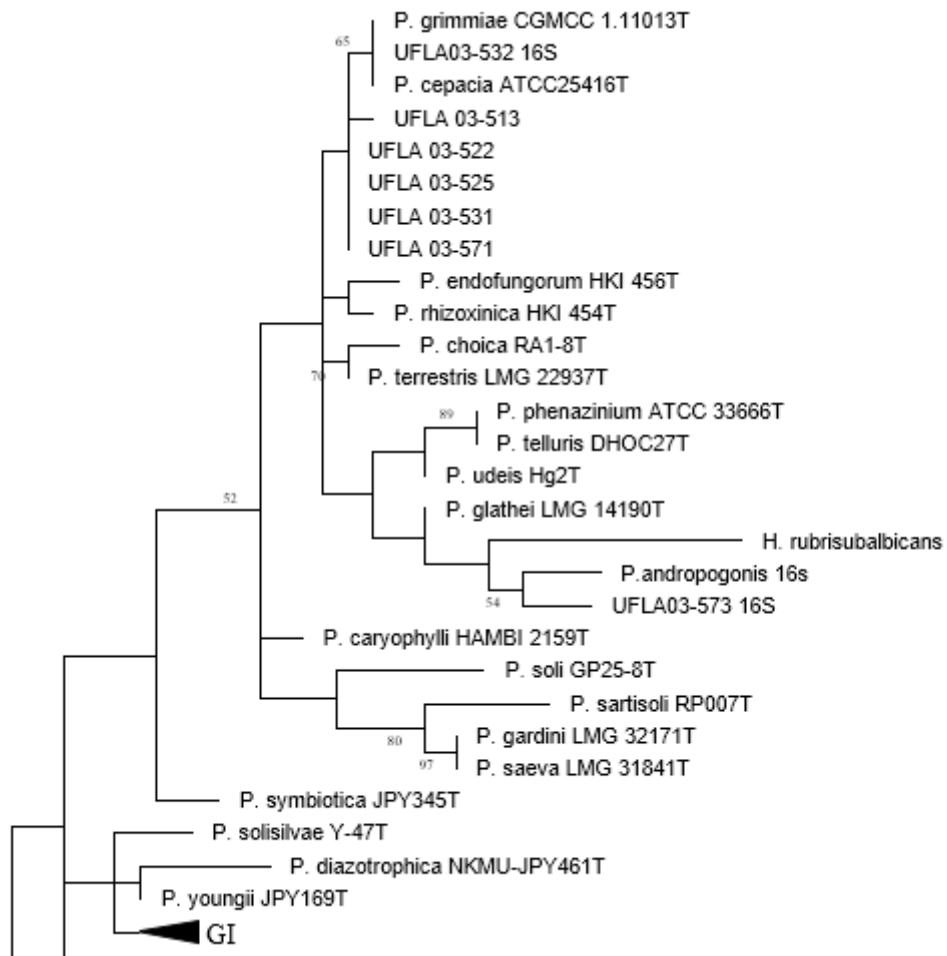 65
P. grimmiae CGMCC 1.11013T
UFLA03-532 16S
P. cepacia ATCC25416T
UFLA 03-513
UFLA 03-522
UFLA 03-525
UFLA 03-531
UFLA 03-571
P. endofungorum HKI 456T
P. rhizoxinica HKI 454T
P. choica RA1-8T
70
P. terrestris LMG 22937T
89
P. phenazinium ATCC 33666T
P. telluris DHOC27T
P. udeis Hg2T
52
P. glathei LMG 14190T
H. rubrisubalbicans
P.andropogonis 16s
54
UFLA03-573 16S
P. caryophylli HAMBI 2159T
P. soli GP25-8T
P. sartisoli RP007T
80
P. gardini LMG 32171T
97
P. saeva LMG 31841T
P. symbiotica JPY345T
P. solisilvae Y-47T
P. diazotrophica NKMU-JPY461T
P. youngii JPY169T
GI